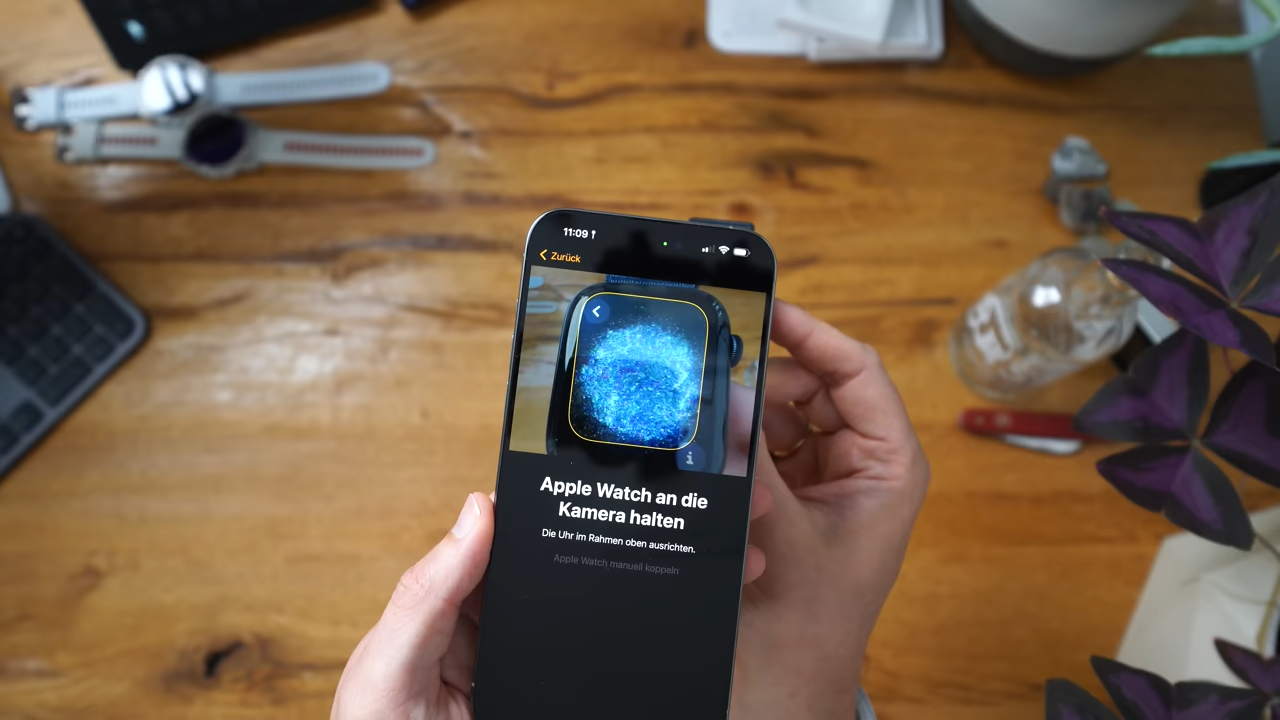 11:09
Zurück
i
Apple Watch an die
Kamera halten
Die Uhr im Rahmen oben ausrichten.
Apple Watch manuell koppeln